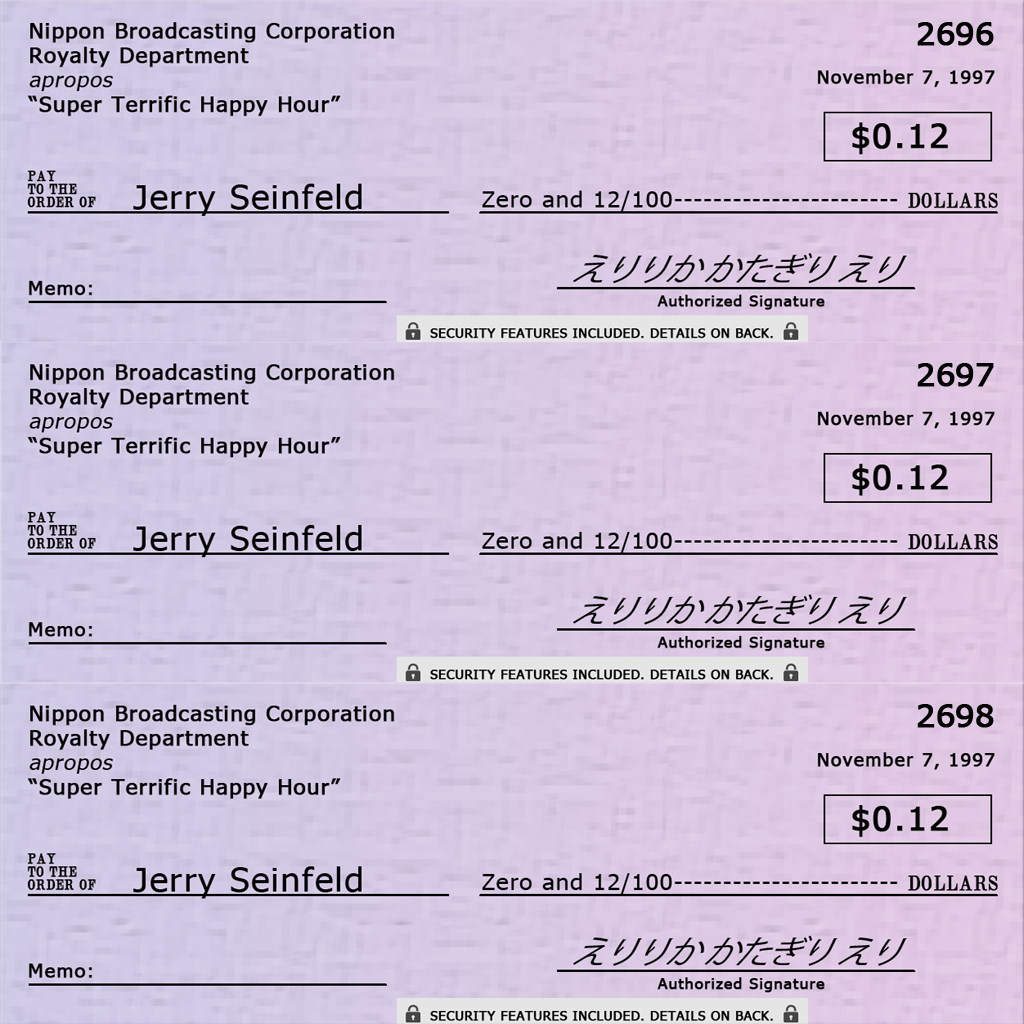 Nippon Broadcasting Corporation
Royalty Department
apropos
“Super Terrific Happy Hour”
2696
November 7, 1997
$0.12
PAY
TO THE
ORDER OF Jerry Seinfeld
Zero and 12/100---------------------- DOLLARS
Memo:
えりりか かたぎり えり
Authorized Signature
SECURITY FEATURES INCLUDED. DETAILS ON BACK.
Nippon Broadcasting Corporation
Royalty Department
apropos
“Super Terrific Happy Hour”
2697
November 7, 1997
$0.12
PAY
TO THE
ORDER OF Jerry Seinfeld
Zero and 12/100---------------------- DOLLARS
Memo:
えりりか かたぎり えり
Authorized Signature
SECURITY FEATURES INCLUDED. DETAILS ON BACK.
Nippon Broadcasting Corporation
Royalty Department
apropos
“Super Terrific Happy Hour”
2698
November 7, 1997
$0.12
PAY
TO THE
ORDER OF Jerry Seinfeld
Zero and 12/100---------------------- DOLLARS
Memo:
えりりか かたぎり えり
Authorized Signature
SECURITY FEATURES INCLUDED. DETAILS ON BACK.